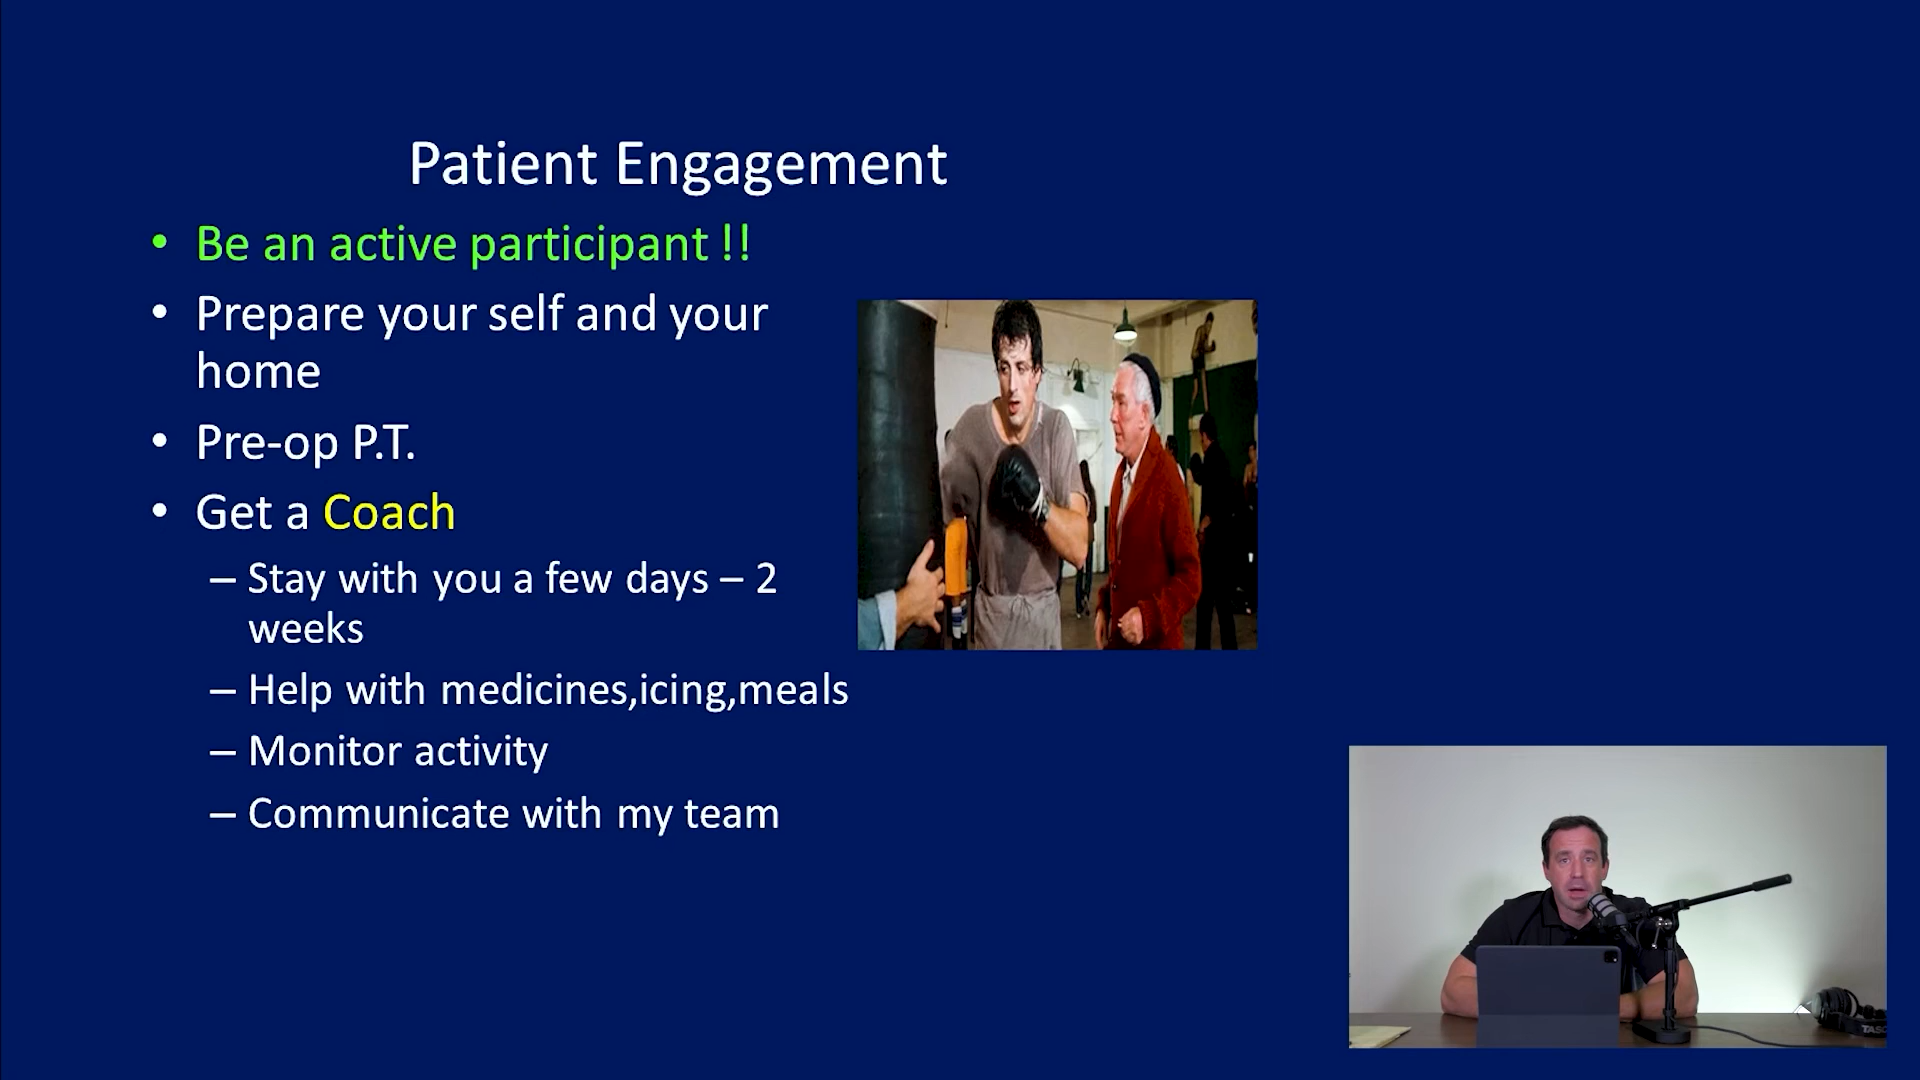 Patient Engagement
• Be an active participant !!
• Prepare your self and your
home
• Pre-op P.T.
• Get a Coach
– Stay with you a few days – 2
weeks
– Help with medicines,icing,meals
– Monitor activity
– Communicate with my team